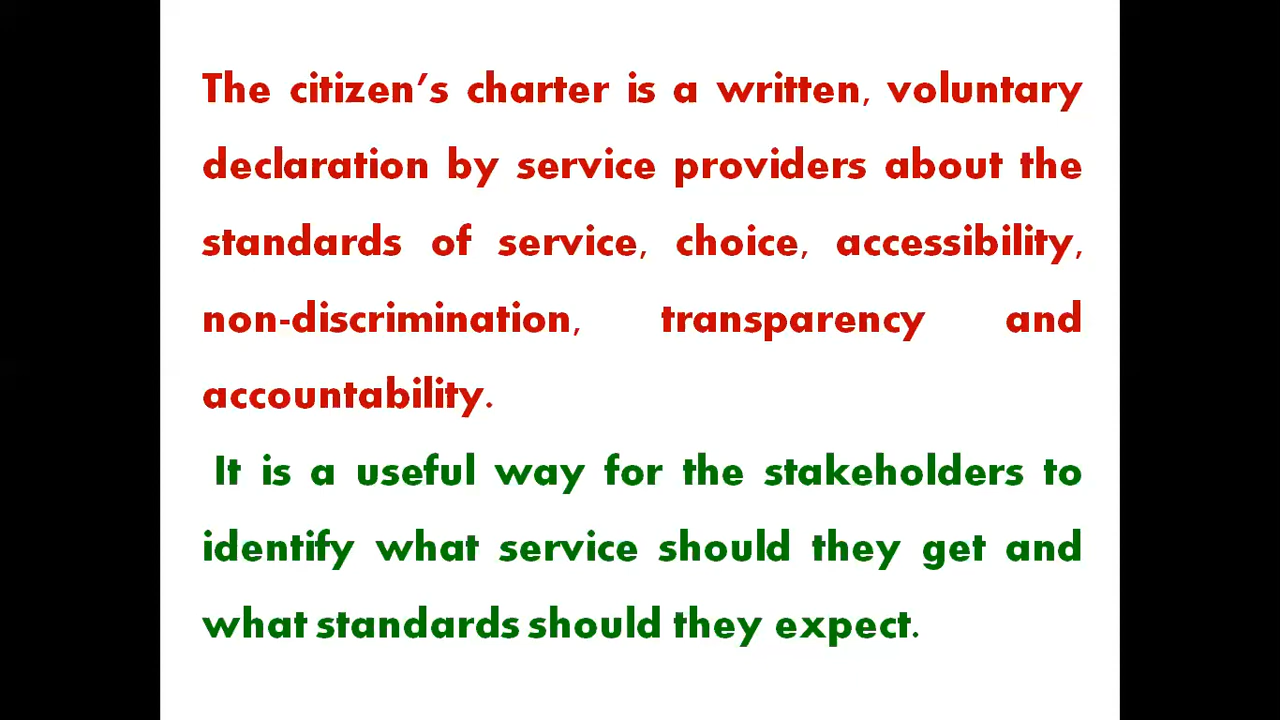 The citizen’s charter is a written, voluntary
declaration by service providers about the
standards of service, choice, accessibility,
non-discrimination, transparency and
accountability.
It is a useful way for the stakeholders to
identify what service should they get and
what standards should they expect.